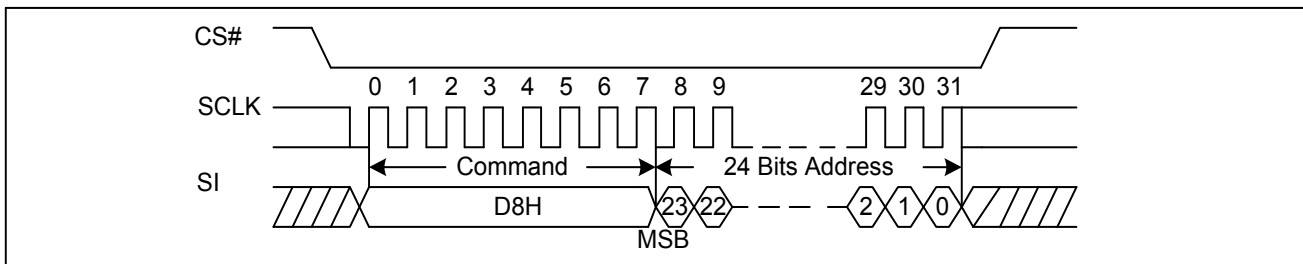 CS#
0 1 2 3 4 5 6 7 8 9 29 30 31
SCLK
Command 24 Bits Address
SI
D8H 23 22 2 1 0
MSB